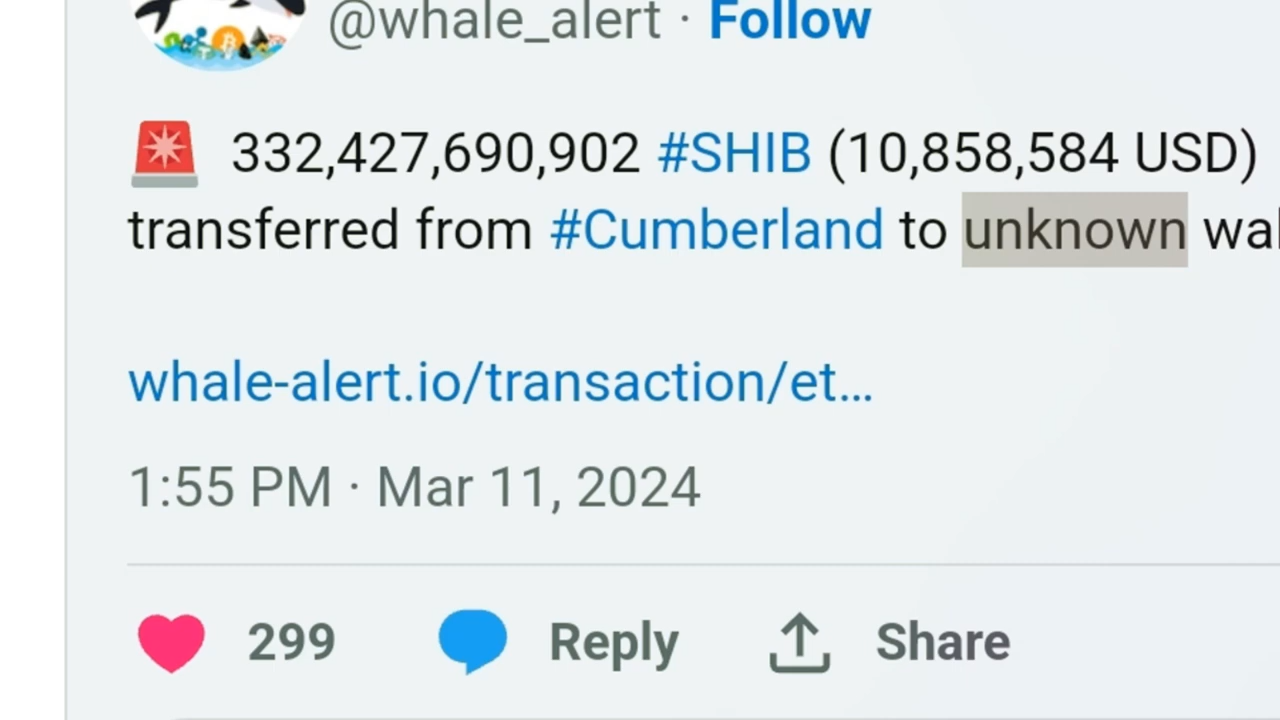 @whale_alert · Follow
332,427,690,902 #SHIB (10,858,584 USD)
transferred from #Cumberland to unknown
whale-alert.io/transaction/et…
1:55 PM · Mar 11, 2024
299 Reply Share